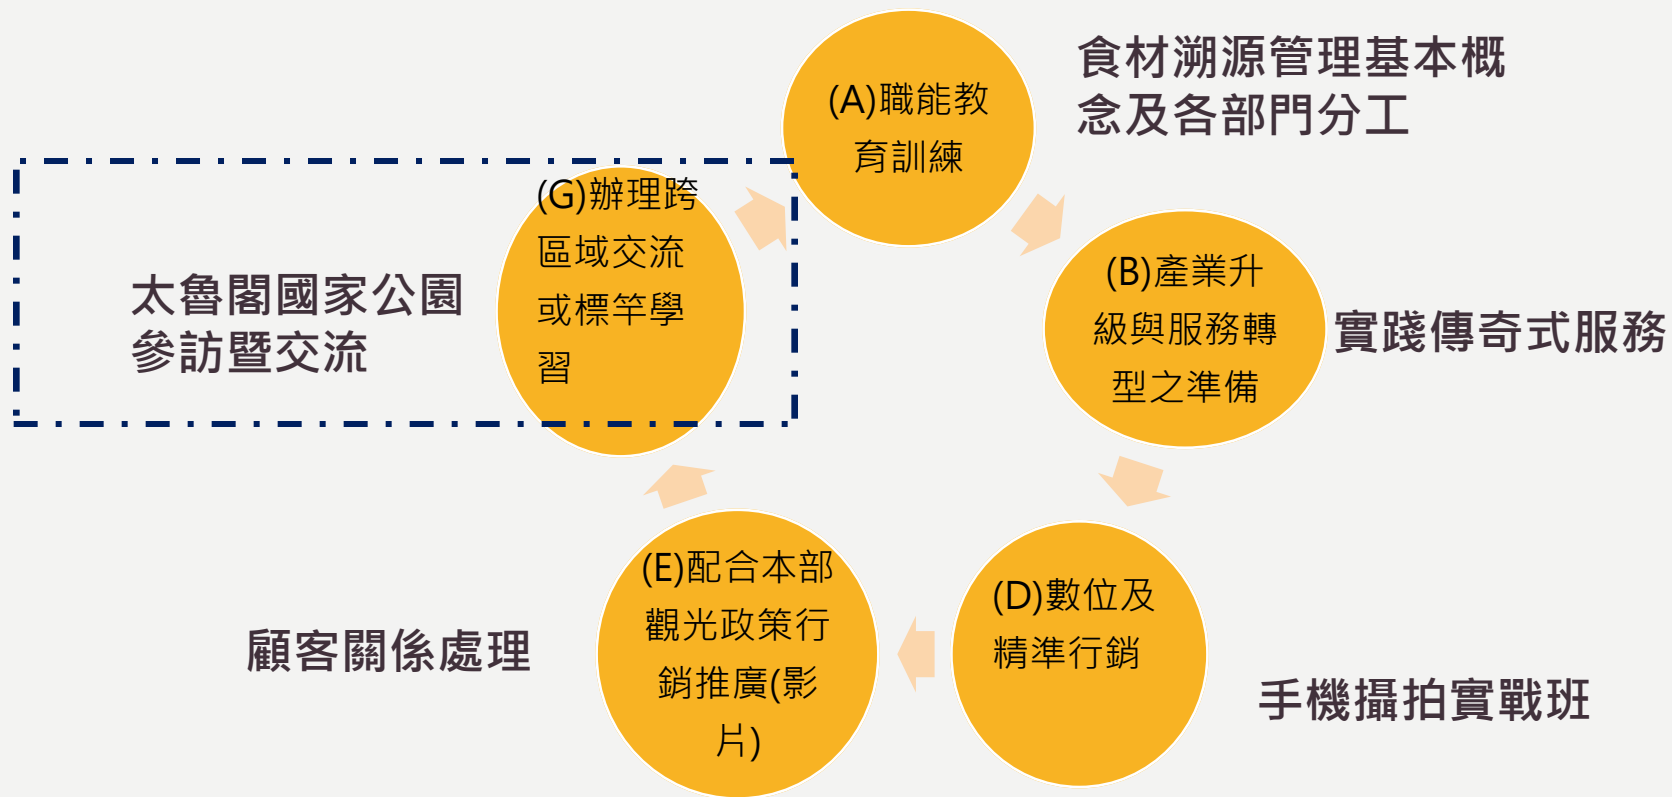 (A)職能教
育訓練
食材溯源管理基本概
念及各部門分工
(B)產業升
級與服務轉
型之準備
實踐傳奇式服務
(D)數位及
精準行銷
手機攝拍實戰班
(E)配合本部
觀光政策行
銷推廣(影
片)
顧客關係處理
(G)辦理跨
區域交流
或標竿學
習
太魯閣國家公園
參訪暨交流